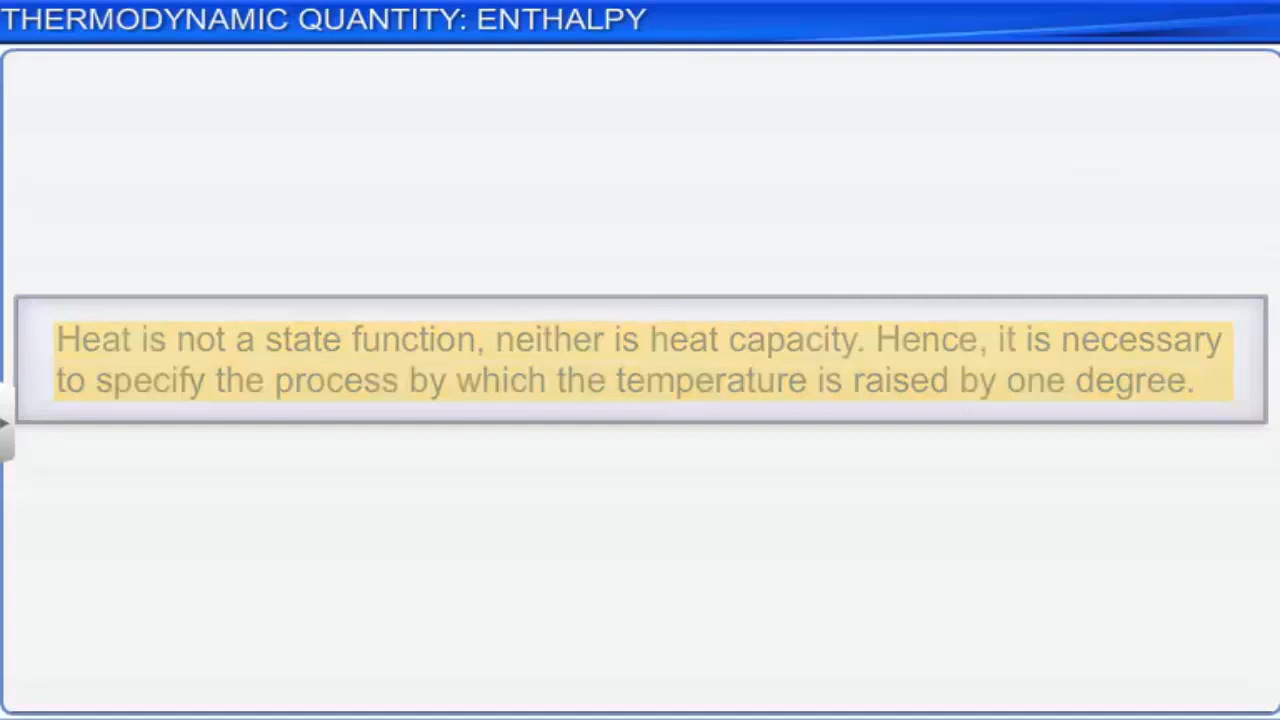 THERMODYNAMIC QUANTITY: ENTHALPY
Heat is not a state function, neither is heat capacity. Hence, it is necessary
to specify the process by which the temperature is raised by one degree.